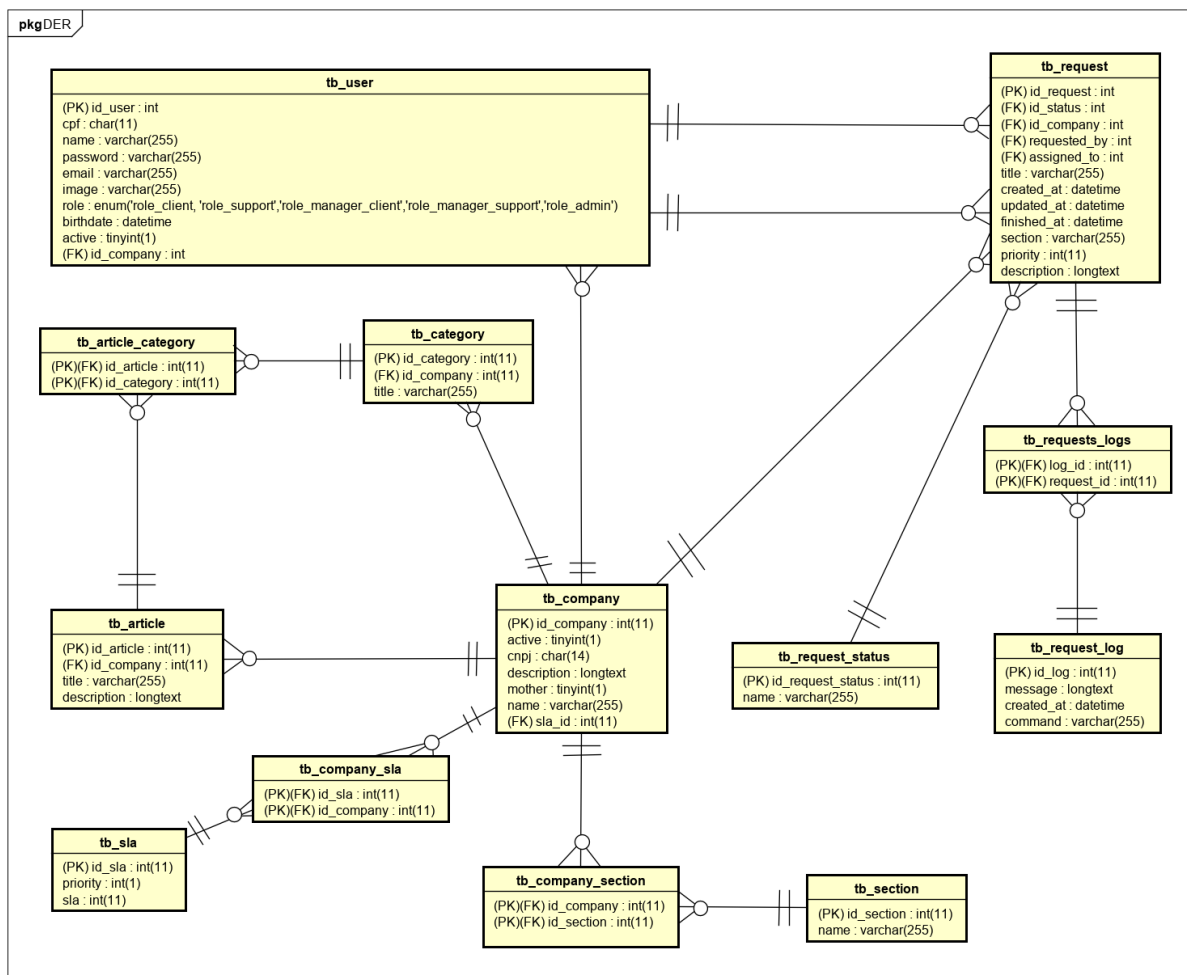 pkgDER
tb_user
(PK) id_user : int
cpf : char(11)
name : varchar(255)
password : varchar(255)
email : varchar(255)
image : varchar(255)
role : enum('role_client, 'role_support','role_manager_client','role_manager_support','role_admin')
birthdate : datetime
active : tinyint(1)
(FK) id_company : int
tb_request
(PK) id_request : int
(FK) id_status : int
(FK) id_company : int
(FK) requested_by : int
(FK) assigned_to : int
title : varchar(255)
created_at : datetime
updated_at : datetime
finished_at : datetime
section : varchar(255)
priority : int(11)
description : longtext
tb_article_category
(PK)(FK) id_article : int(11)
(PK)(FK) id_category : int(11)
tb_category
(PK) id_category : int(11)
(FK) id_company : int(11)
title : varchar(255)
tb_requests_logs
(PK)(FK) log_id : int(11)
(PK)(FK) request_id : int(11)
tb_article
(PK) id_article : int(11)
(FK) id_company : int(11)
title : varchar(255)
description : longtext
tb_company
(PK) id_company : int(11)
active : tinyint(1)
cnpj : char(14)
description : longtext
mother : tinyint(1)
name : varchar(255)
(FK) sla_id : int(11)
tb_request_status
(PK) id_request_status : int(11)
name : varchar(255)
tb_request_log
(PK) id_log : int(11)
message : longtext
created_at : datetime
command : varchar(255)
tb_company_sla
(PK)(FK) id_sla : int(11)
(PK)(FK) id_company : int(11)
tb_sla
(PK) id_sla : int(11)
priority : int(1)
sla : int(11)
tb_company_section
(PK)(FK) id_company : int(11)
(PK)(FK) id_section : int(11)
tb_section
(PK) id_section : int(11)
name : varchar(255)